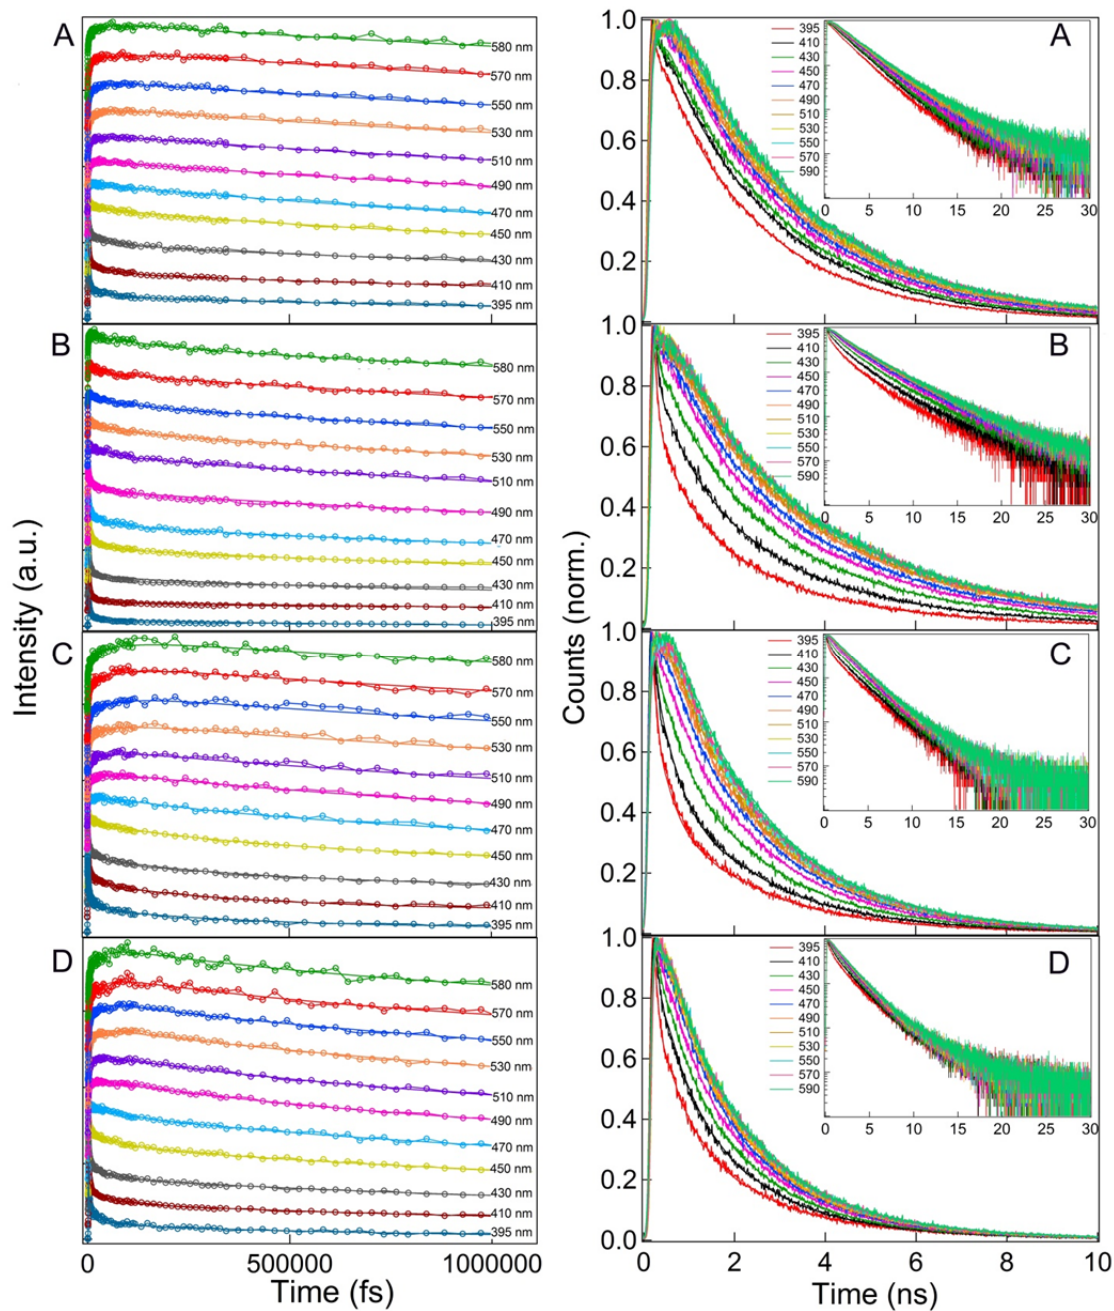 Intensity (a.u.)
A
580 nm
570 nm
550 nm
530 nm
510 nm
490 nm
470 nm
450 nm
430 nm
410 nm
395 nm
B
580 nm
570 nm
550 nm
530 nm
510 nm
490 nm
470 nm
450 nm
430 nm
410 nm
395 nm
C
580 nm
570 nm
550 nm
530 nm
510 nm
490 nm
470 nm
450 nm
430 nm
410 nm
395 nm
D
580 nm
570 nm
550 nm
530 nm
510 nm
490 nm
470 nm
450 nm
430 nm
410 nm
395 nm
0 500000 1000000
Time (fs)
Counts (norm.)
1.0
0.8
0.6
0.4
0.2
395
410
430
450
470
490
510
530
550
570
590
A
0 5 10 15 20 25 30
1.0
0.8
0.6
0.4
0.2
395
410
430
450
470
490
510
530
550
570
590
B
0 5 10 15 20 25 30
1.0
0.8
0.6
0.4
0.2
395
410
430
450
470
490
510
530
550
570
590
C
0 5 10 15 20 25 30
1.0
0.8
0.6
0.4
0.2
0.0
395
410
430
450
470
490
510
530
550
570
590
D
0 5 10 15 20 25 30
0 2 4 6 8 10
Time (ns)